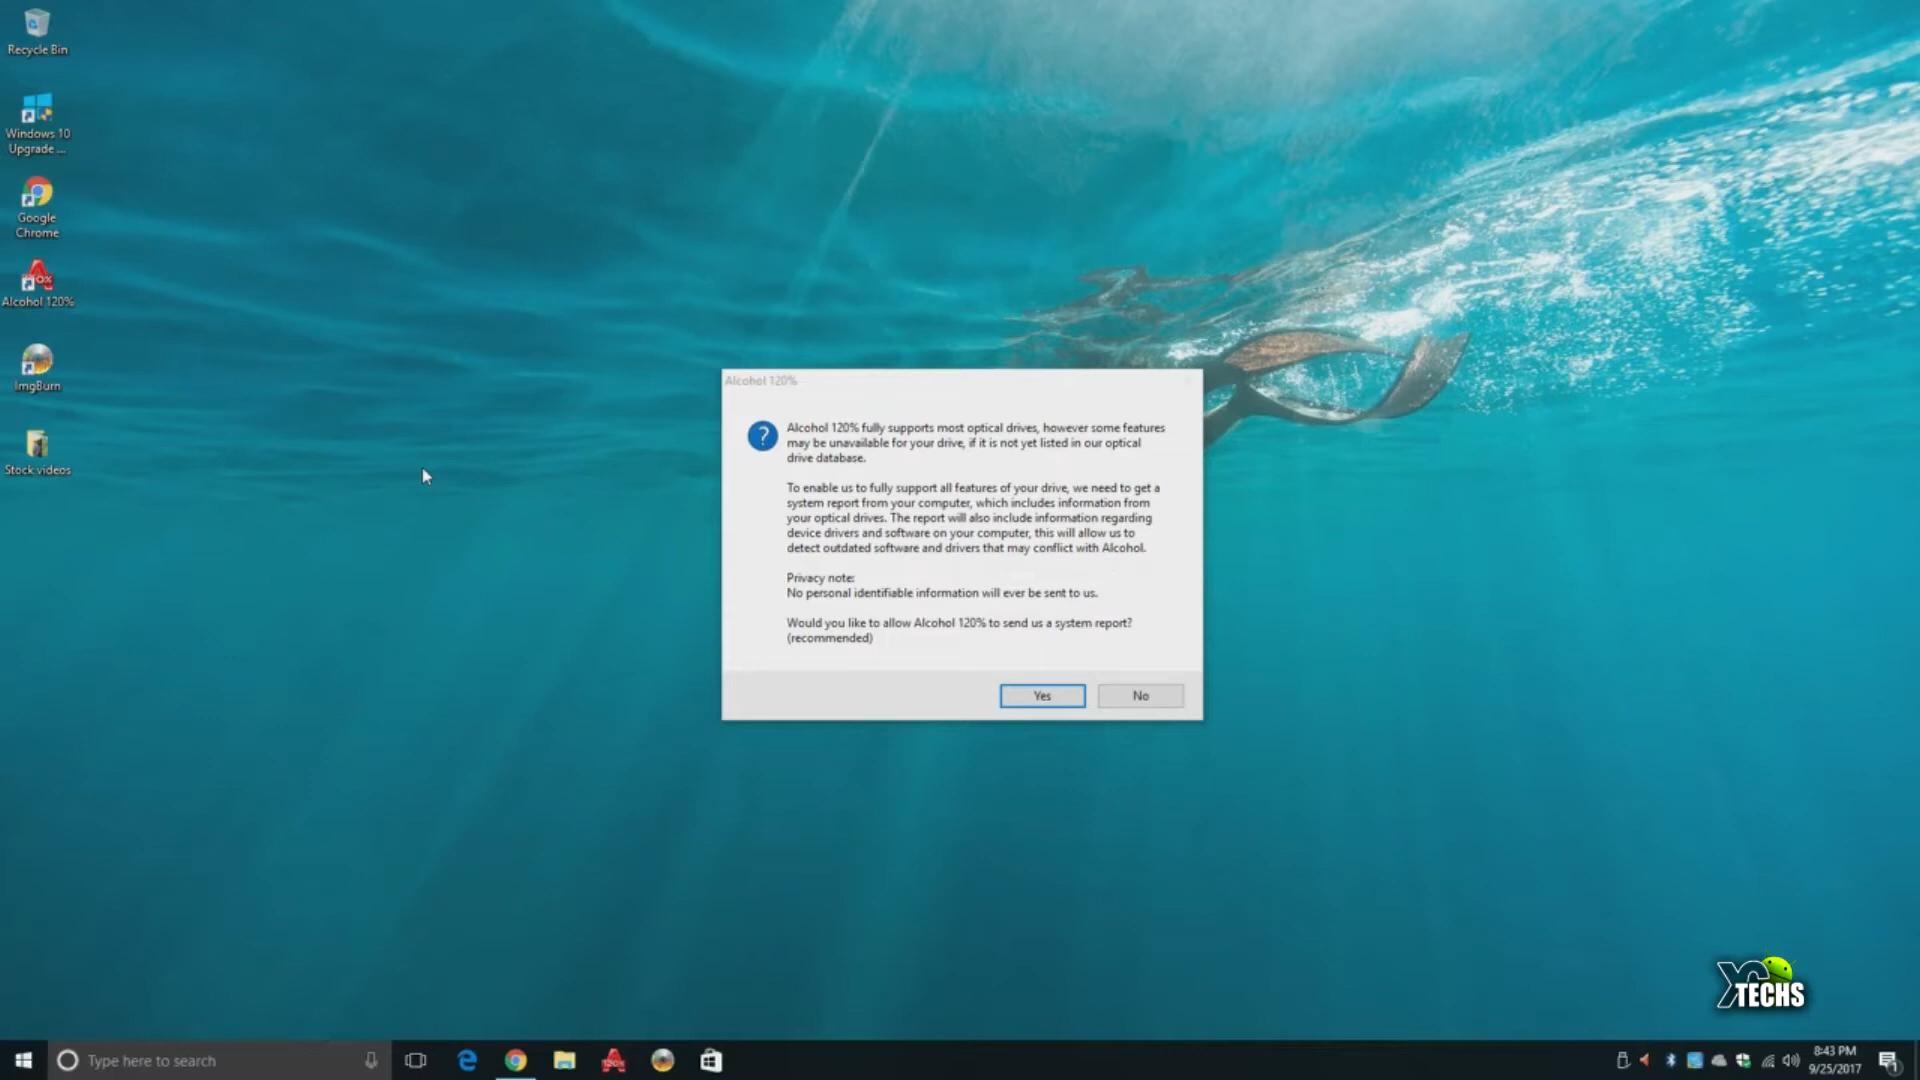 Recycle Bin
Windows 10
Upgrade ...
Google
Chrome
Alcohol 120%
ImgBurn
Stock videos
Alcohol 120%
?
Alcohol 120% fully supports most optical drives, however some features
may be unavailable for your drive, if it is not yet listed in our optical
drive database.
To enable us to fully support all features of your drive, we need to get a
system report from your computer, which includes information from
your optical drives. The report will also include information regarding
device drivers and software on your computer, this will allow us to
detect outdated software and drivers that may conflict with Alcohol.
Privacy note:
No personal identifiable information will ever be sent to us.
Would you like to allow Alcohol 120% to send us a system report?
(recommended)
Yes
No
TECHS
Type here to search
8:43 PM
9/25/2017
1